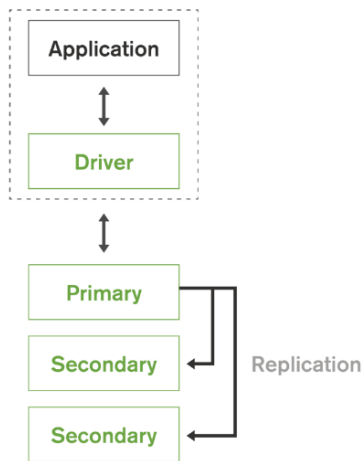 Application
Driver
Primary
Secondary
Replication
Secondary